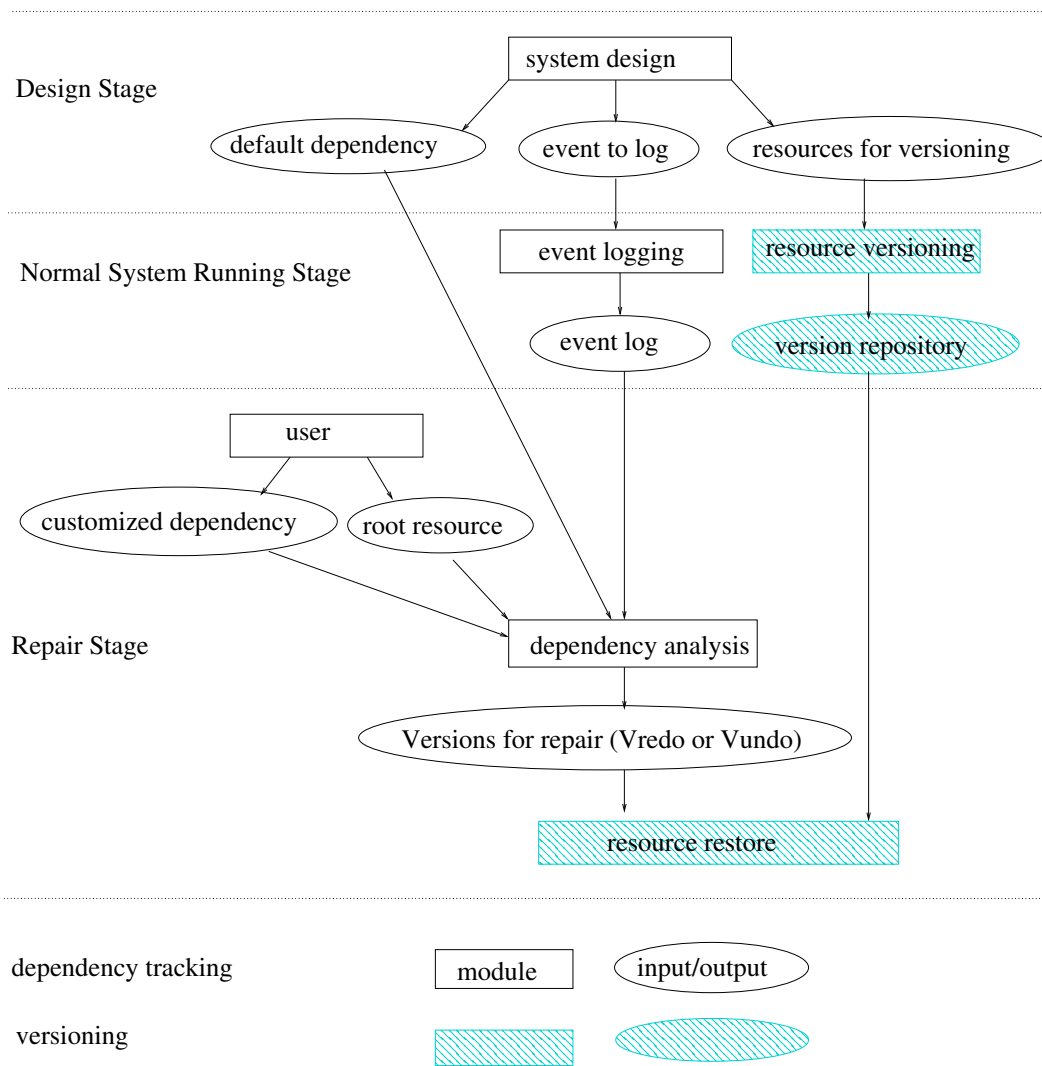 system design
Design Stage
default dependency
event to log
resources for versioning
event logging
resource versioning
Normal System Running Stage
event log
version repository
user
customized dependency
root resource
Repair Stage
dependency analysis
Versions for repair (Vredo or Vundo)
resource restore
dependency tracking
module
input/output
versioning